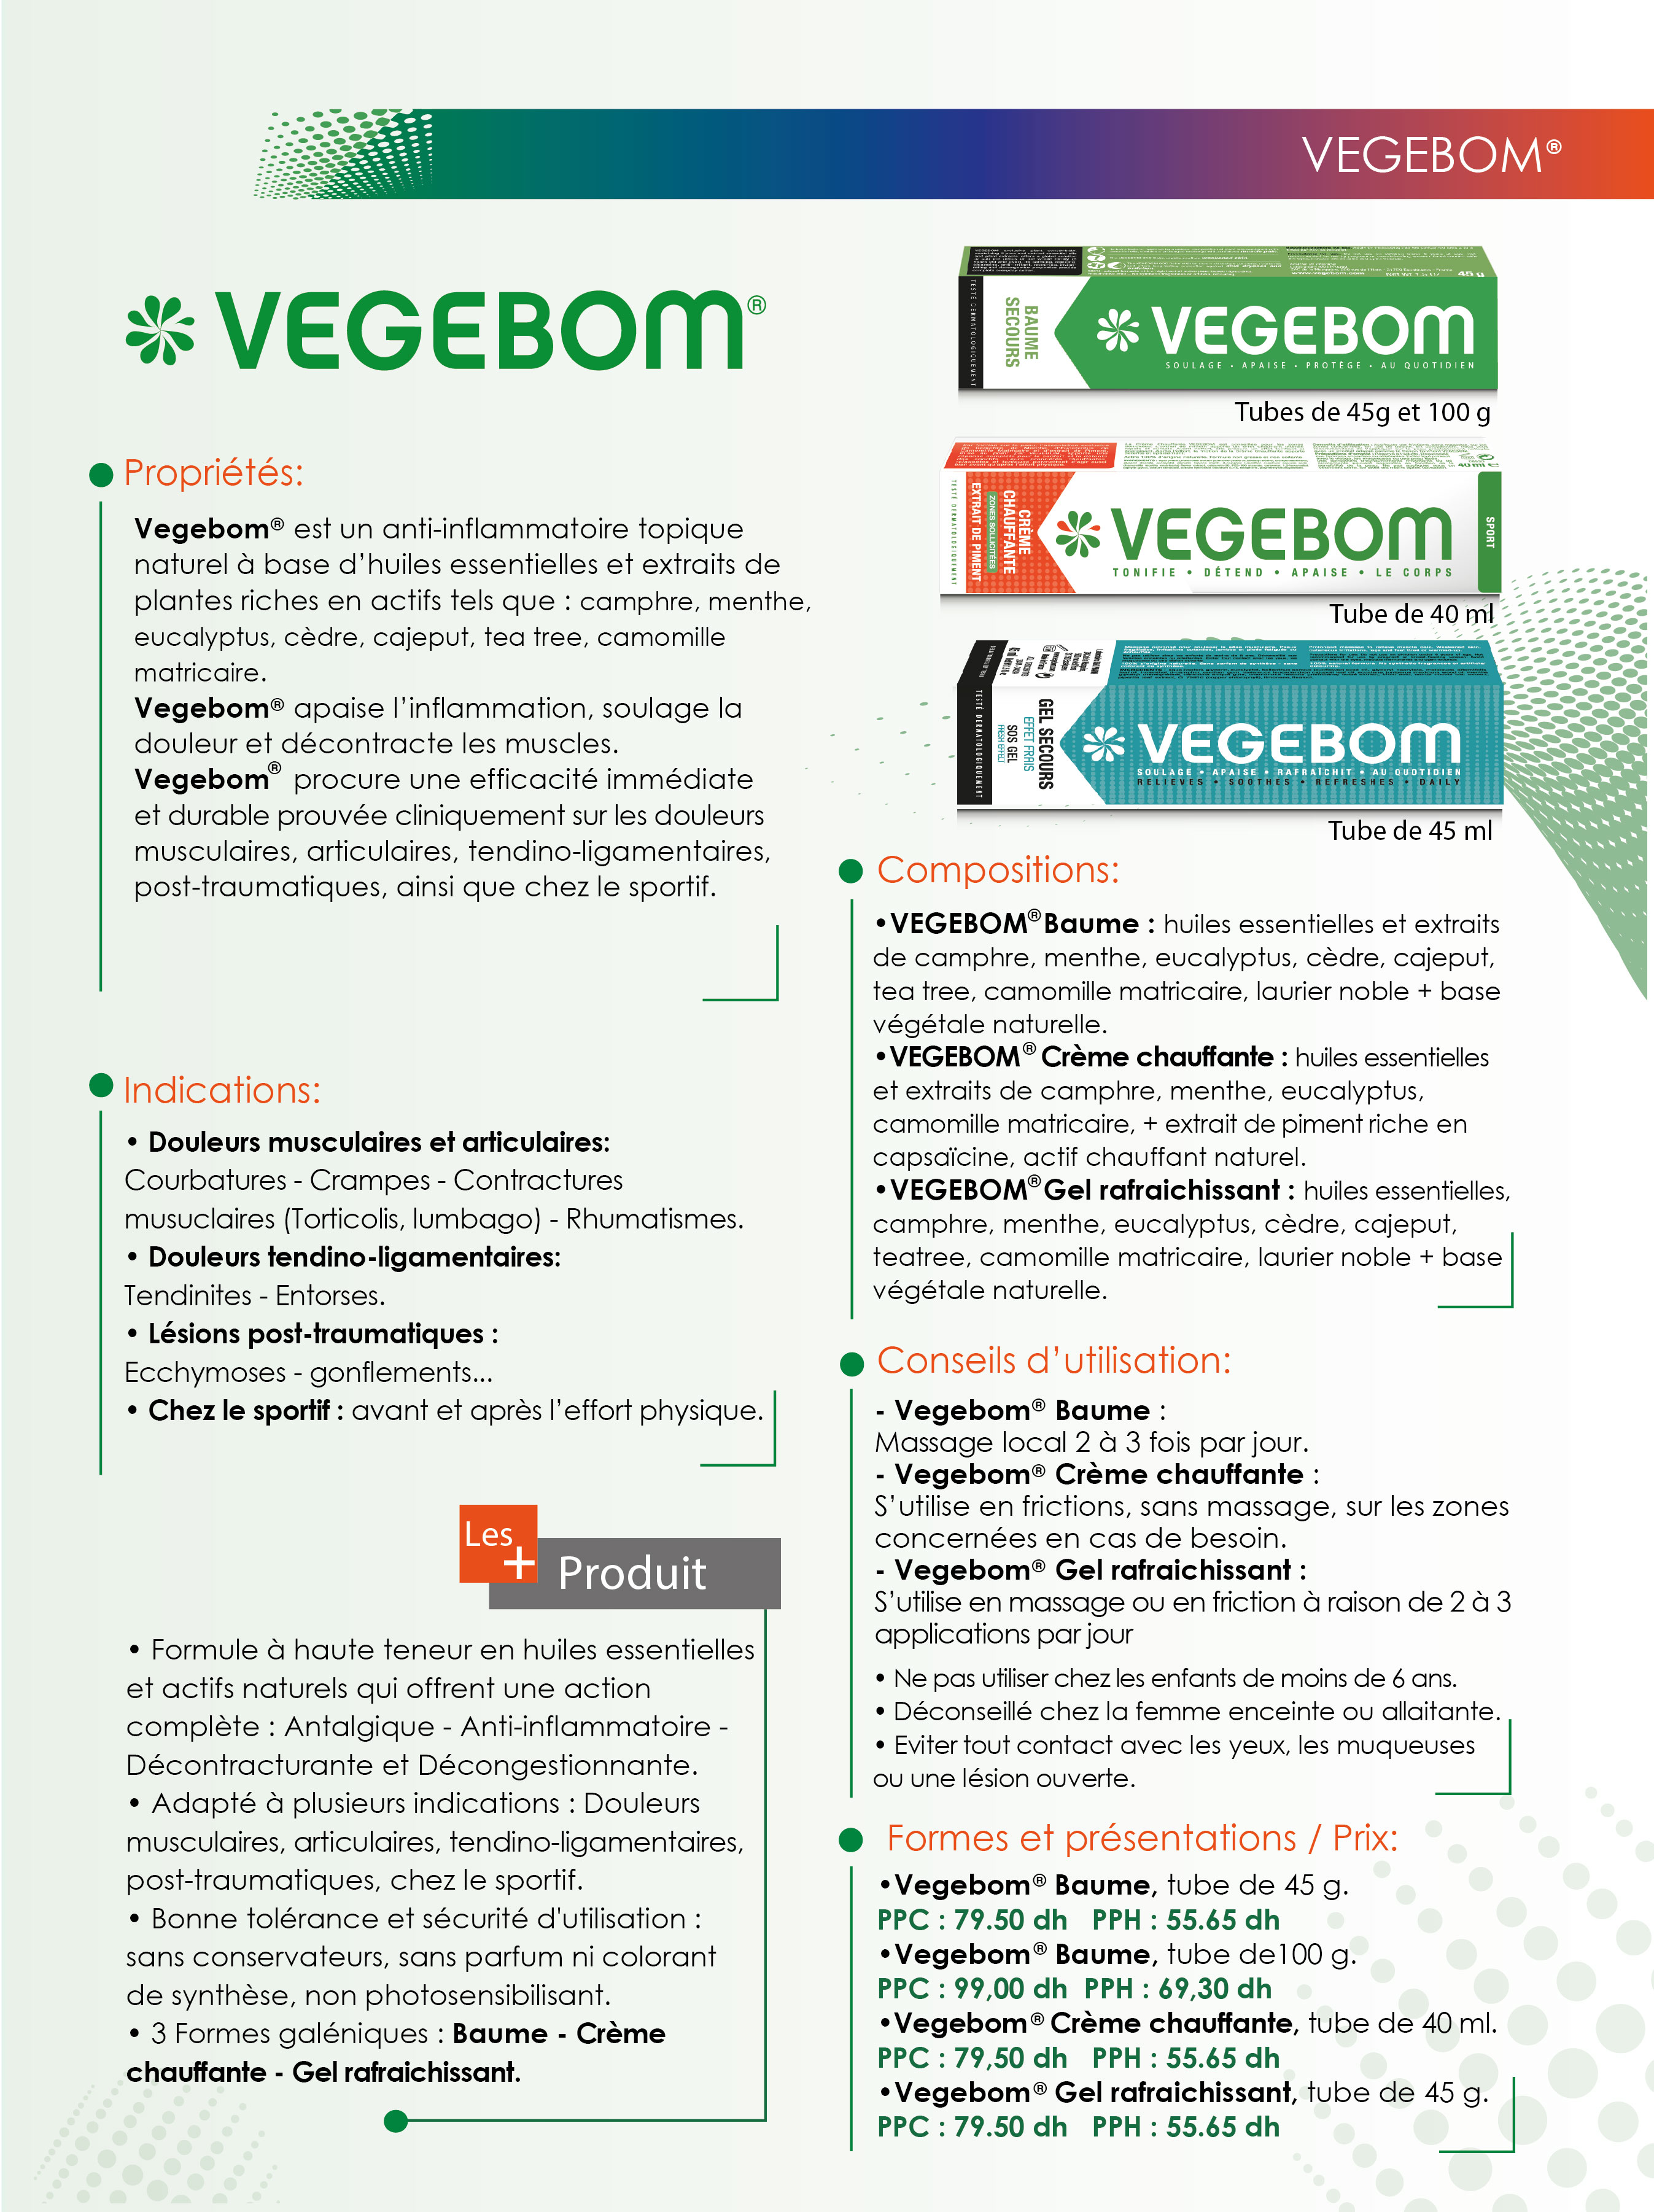 VEGEBOM®
VEGEBOM®
Propriétés:
Vegebom® est un anti-inflammatoire topique
naturel à base d’huiles essentielles et extraits de
plantes riches en actifs tels que : camphre, menthe,
eucalyptus, cèdre, cajeput, tea tree, camomille
matricaire.
Vegebom® apaise l’inflammation, soulage la
douleur et décontracte les muscles.
Vegebom® procure une efficacité immédiate
et durable prouvée cliniquement sur les douleurs
musculaires, articulaires, tendino-ligamentaires,
post-traumatiques, ainsi que chez le sportif.
Indications:
• Douleurs musculaires et articulaires:
Courbatures - Crampes - Contractures
musuclaires (Torticolis, lumbago) - Rhumatismes.
• Douleurs tendino-ligamentaires:
Tendinites - Entorses.
• Lésions post-traumatiques :
Ecchymoses - gonflements...
• Chez le sportif : avant et après l’effort physique.
Les +
Produit
• Formule à haute teneur en huiles essentielles
et actifs naturels qui offrent une action
complète : Antalgique - Anti-inflammatoire -
Décontracturante et Décongestionnante.
• Adapté à plusieurs indications : Douleurs
musculaires, articulaires, tendino-ligamentaires,
post-traumatiques, chez le sportif.
• Bonne tolérance et sécurité d'utilisation :
sans conservateurs, sans parfum ni colorant
de synthèse, non photosensibilisant.
• 3 Formes galéniques : Baume - Crème
chauffante - Gel rafraichissant.
45 g
TESTÉ DERMATOLOGIQUEMENT
BAUME
SECOURS
VEGEBOM
SOULAGE • APAISE • PROTÈGE • AU QUOTIDIEN
Tubes de 45g et 100 g
40 ml e
TESTÉ DERMATOLOGIQUEMENT
CRÈME
CHAUFFANTE
ZONES SOLLICITÉES
EXTRAIT DE PIMENT
VEGEBOM
TONIFIE • DÉTEND • APAISE • LE CORPS
SPORT
Tube de 40 ml
TESTÉ DERMATOLOGIQUEMENT
GEL SECOURS
EFFET FRAIS
SOS GEL
FRESH EFFECT
VEGEBOM
SOULAGE • APAISE • RAFRAÎCHIT • AU QUOTIDIEN
RELIEVES • SOOTHES • REFRESHES • DAILY
Tube de 45 ml
Compositions:
•VEGEBOM® Baume : huiles essentielles et extraits
de camphre, menthe, eucalyptus, cèdre, cajeput,
tea tree, camomille matricaire, laurier noble + base
végétale naturelle.
•VEGEBOM® Crème chauffante : huiles essentielles
et extraits de camphre, menthe, eucalyptus,
camomille matricaire, + extrait de piment riche en
capsaïcine, actif chauffant naturel.
•VEGEBOM® Gel rafraichissant : huiles essentielles,
camphre, menthe, eucalyptus, cèdre, cajeput,
teatree, camomille matricaire, laurier noble + base
végétale naturelle.
Conseils d’utilisation:
- Vegebom® Baume :
Massage local 2 à 3 fois par jour.
- Vegebom® Crème chauffante :
S’utilise en frictions, sans massage, sur les zones
concernées en cas de besoin.
- Vegebom® Gel rafraichissant :
S’utilise en massage ou en friction à raison de 2 à 3
applications par jour
• Ne pas utiliser chez les enfants de moins de 6 ans.
• Déconseillé chez la femme enceinte ou allaitante.
• Eviter tout contact avec les yeux, les muqueuses
ou une lésion ouverte.
Formes et présentations / Prix:
•Vegebom® Baume, tube de 45 g.
PPC : 79.50 dh PPH : 55.65 dh
•Vegebom® Baume, tube de100 g.
PPC : 99,00 dh PPH : 69,30 dh
•Vegebom® Crème chauffante, tube de 40 ml.
PPC : 79,50 dh PPH : 55.65 dh
•Vegebom® Gel rafraichissant, tube de 45 g.
PPC : 79.50 dh PPH : 55.65 dh